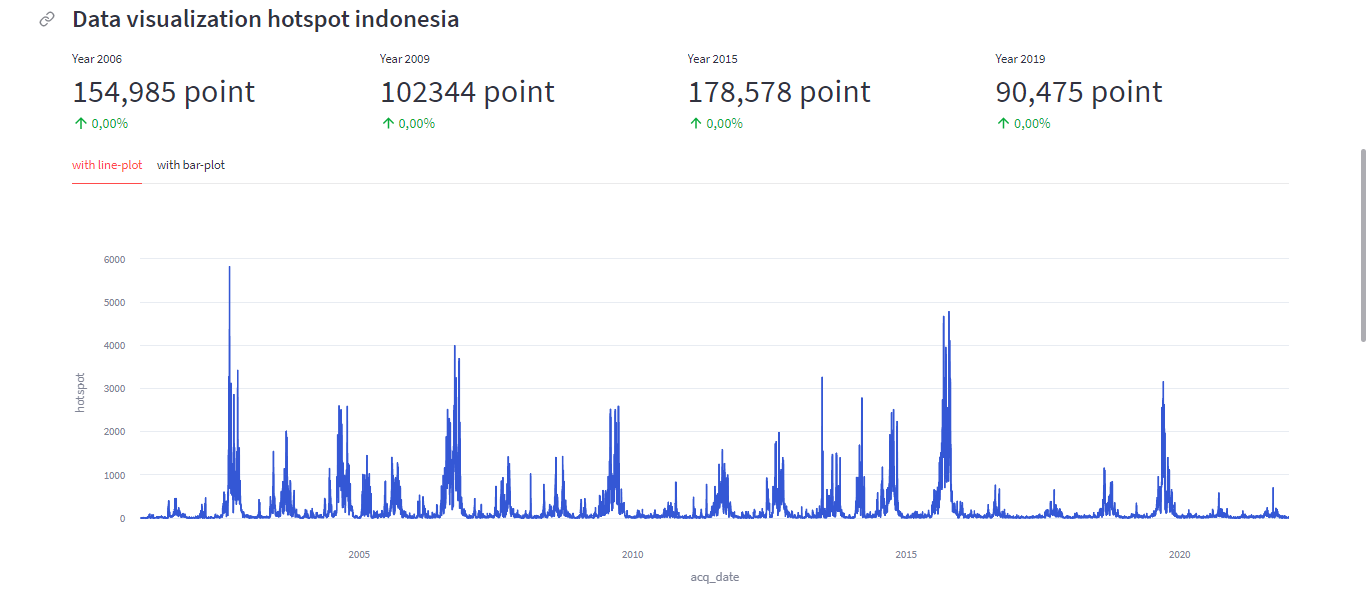 Data visualization hotspot indonesia
Year 2006 Year 2009 Year 2015 Year 2019
154,985 point 102344 point 178,578 point 90,475 point
0,00% 0,00% 0,00% 0,00%
with line-plot with bar-plot
6000
5000
4000
3000
2000
1000
0
hotspot
2005 2010 2015 2020
acq_date